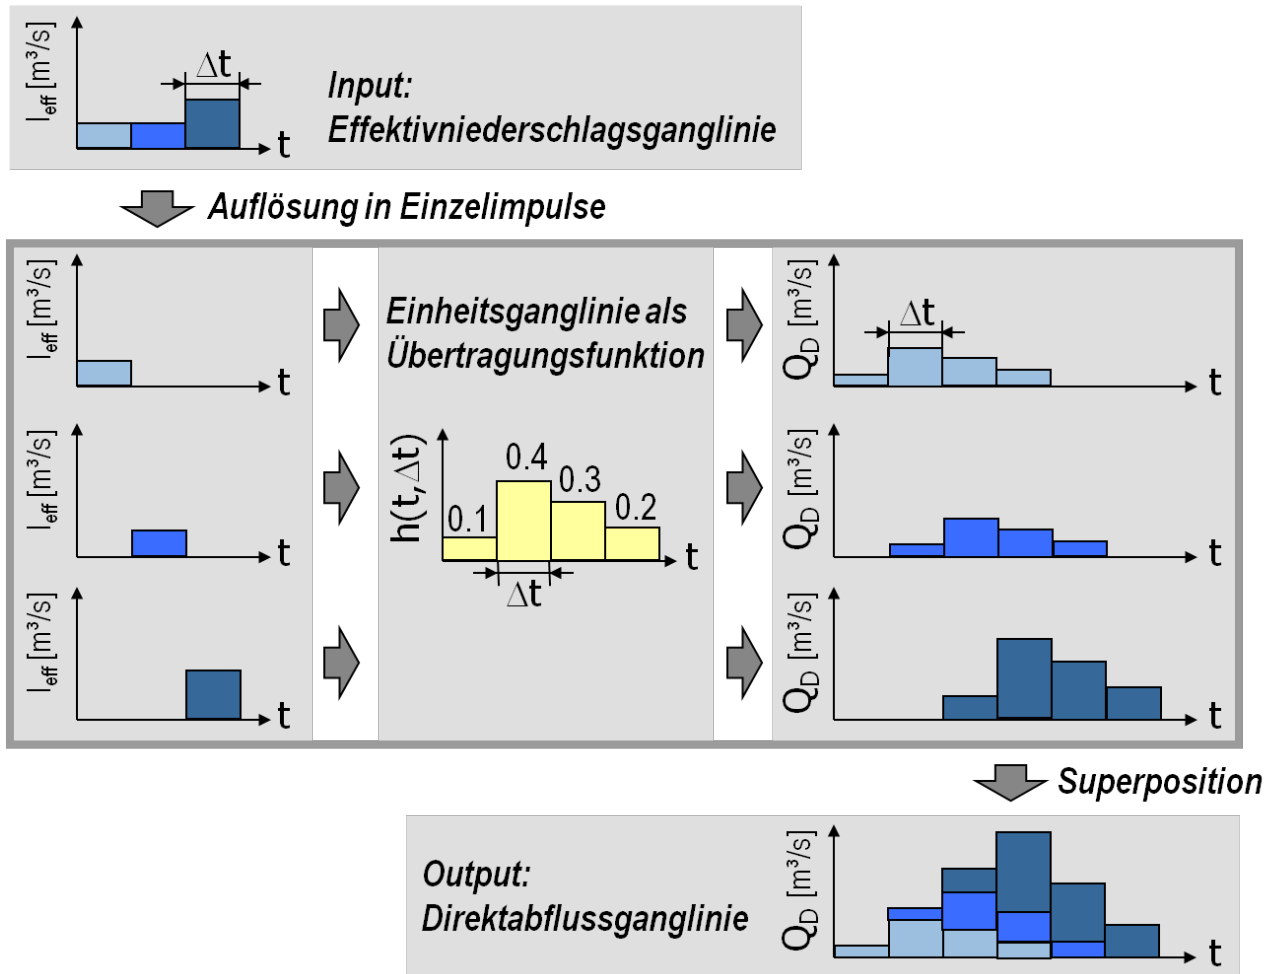 I_eff [m³/s]
Δt
t
Input:
Effektivniederschlagsganglinie
Auflösung in Einzelimpulse
I_eff [m³/s]
t
I_eff [m³/s]
t
I_eff [m³/s]
t
Einheitsganglinie als
Übertragungsfunktion
h(t,Δt)
0.1
0.4
0.3
0.2
t
Δt
Q_D [m³/s]
Δt
t
Q_D [m³/s]
t
Q_D [m³/s]
t
Superposition
Output:
Direktabflussganglinie
Q_D [m³/s]
t